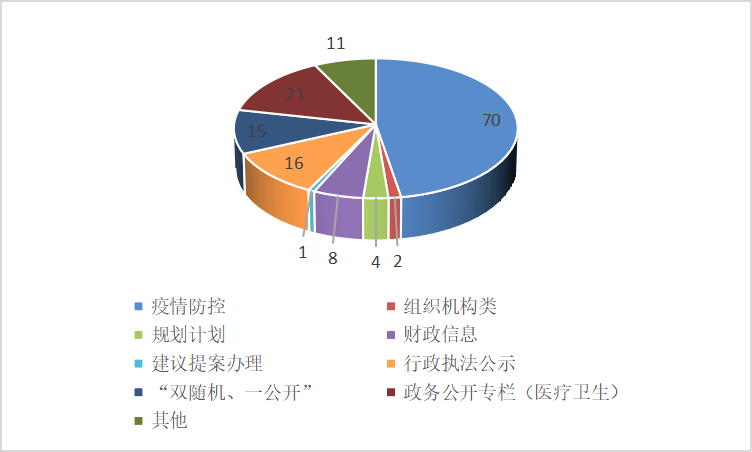 11
70
21
15
16
1
8
4
2
疫情防控
组织机构类
规划计划
财政信息
建议提案办理
行政执法公示
“双随机、一公开”
政务公开专栏（医疗卫生）
其他